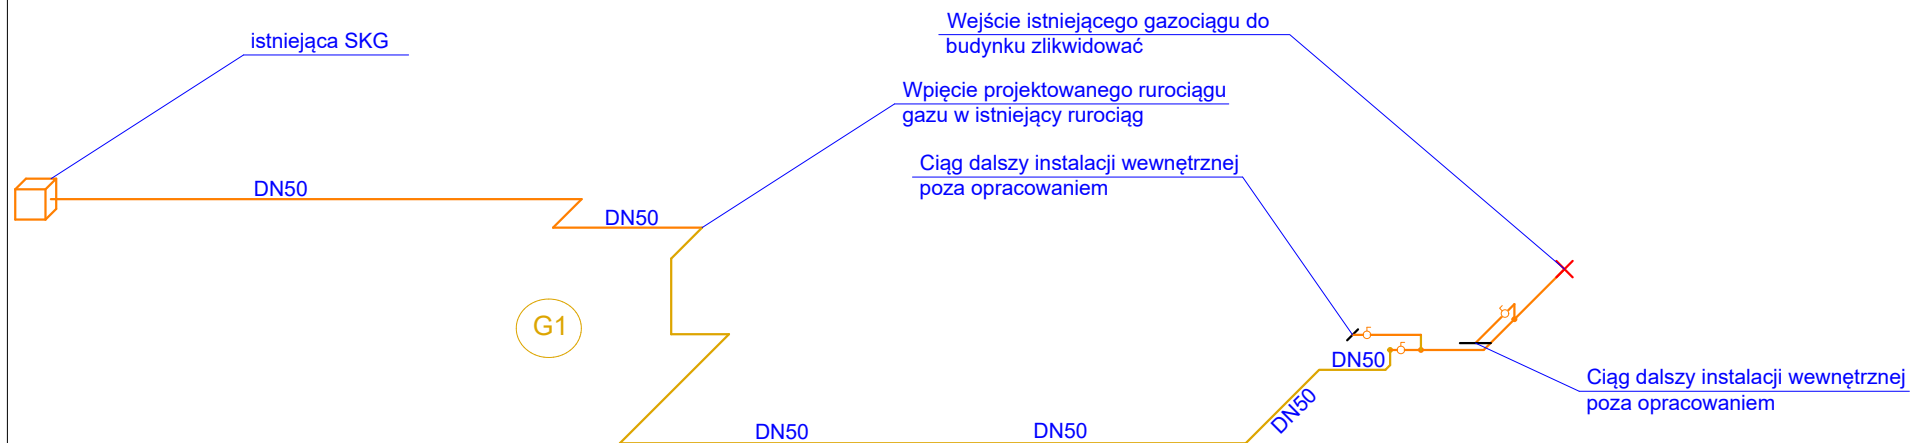 istniejąca SKG
Wejście istniejącego gazociągu do
budynku zlikwidować
Wpięcie projektowanego rurociągu
gazu w istniejący rurociąg
Ciąg dalszy instalacji wewnętrznej
poza opracowaniem
DN50
DN50
G1
DN50
DN50
Ciąg dalszy instalacji wewnętrznej
poza opracowaniem
DN50
DN50